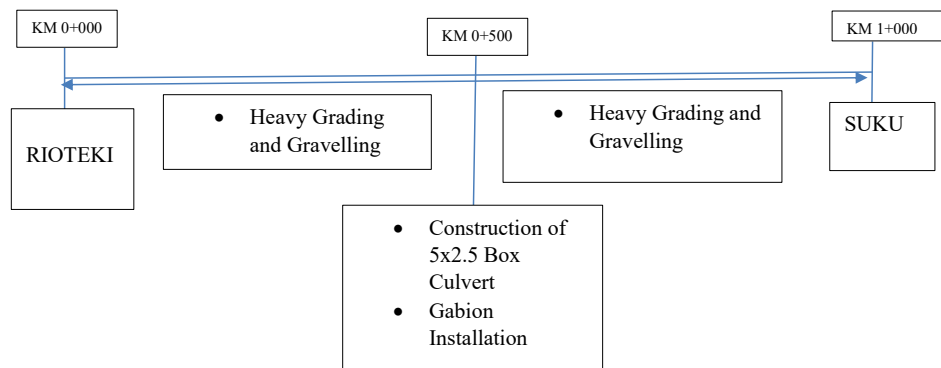 KM 0+000
KM 0+500
KM 1+000
RIOTEKI
• Heavy Grading
and Gravelling
• Heavy Grading and
Gravelling
SUKU
• Construction of
5x2.5 Box
Culvert
• Gabion
Installation